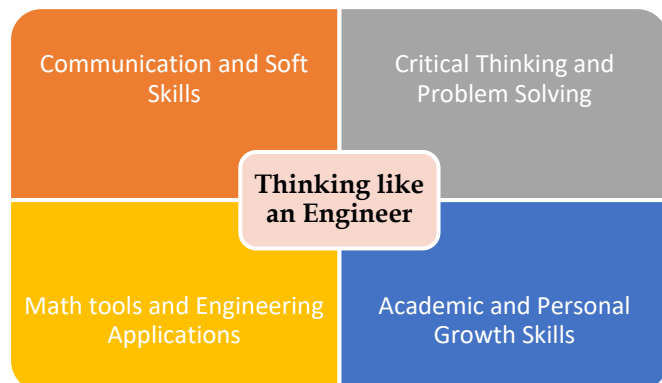 Communication and Soft
Skills
Critical Thinking and
Problem Solving
Thinking like
an Engineer
Math tools and Engineering
Applications
Academic and Personal
Growth Skills